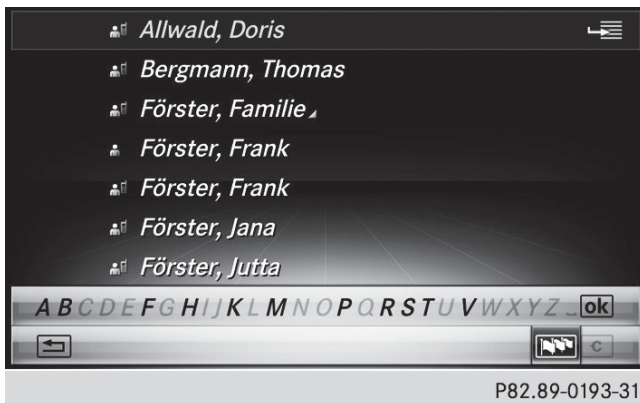 Allwald, Doris
Bergmann, Thomas
Förster, Familie
Förster, Frank
Förster, Frank
Förster, Jana
Förster, Jutta
A B C D E F G H I J K L M N O P Q R S T U V W X Y Z _ ok
C
P82.89-0193-31